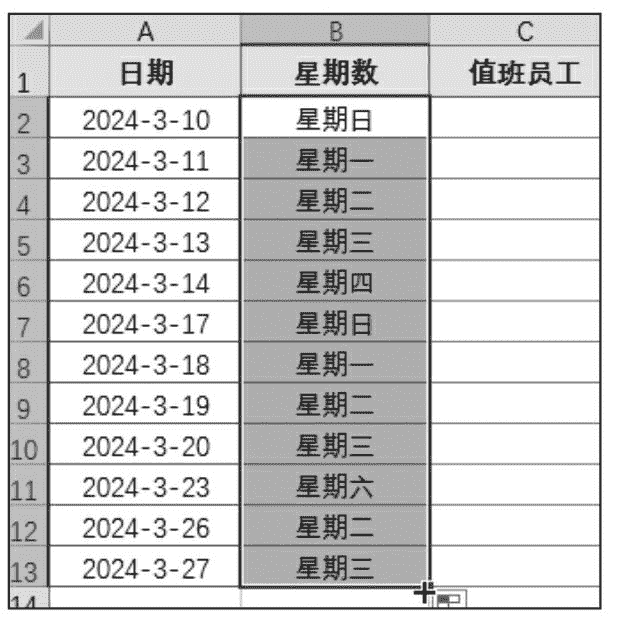 A B C
1 日期 星期数 值班员工
2 2024-3-10 星期日
3 2024-3-11 星期一
4 2024-3-12 星期二
5 2024-3-13 星期三
6 2024-3-14 星期四
7 2024-3-17 星期日
8 2024-3-18 星期一
9 2024-3-19 星期二
10 2024-3-20 星期三
11 2024-3-23 星期六
12 2024-3-26 星期二
13 2024-3-27 星期三
14